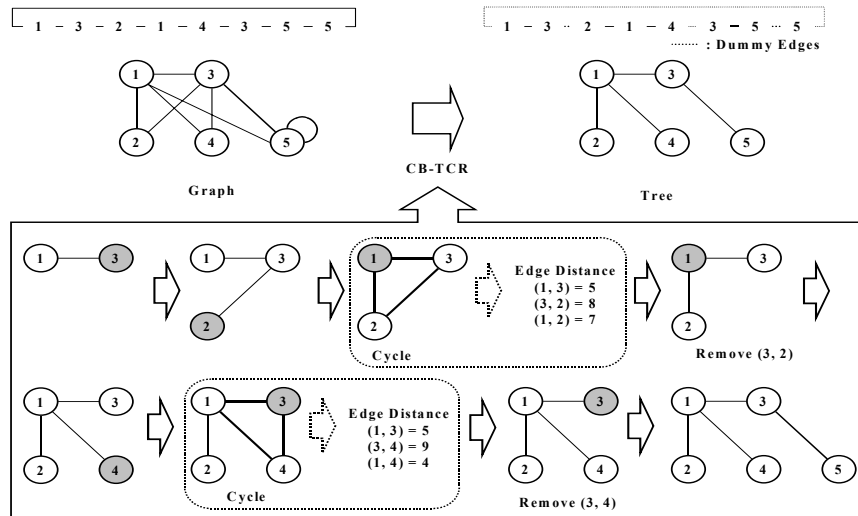 1 – 3 – 2 – 1 – 4 – 3 – 5 – 5
1 – 3 ·· 2 – 1 – 4 ·· 3 – 5 ··· 5
········ : Dummy Edges
1 3
2 4 5
Graph
CB-TCR
1 3
2 4 5
Tree
1 3
1 3
2
1 3
2
Cycle
Edge Distance
(1, 3) = 5
(3, 2) = 8
(1, 2) = 7
1 3
2
Remove (3, 2)
1 3
2 4
1 3
2 4
Cycle
Edge Distance
(1, 3) = 5
(3, 4) = 9
(1, 4) = 4
1 3
2 4
Remove (3, 4)
1 3
2 4 5